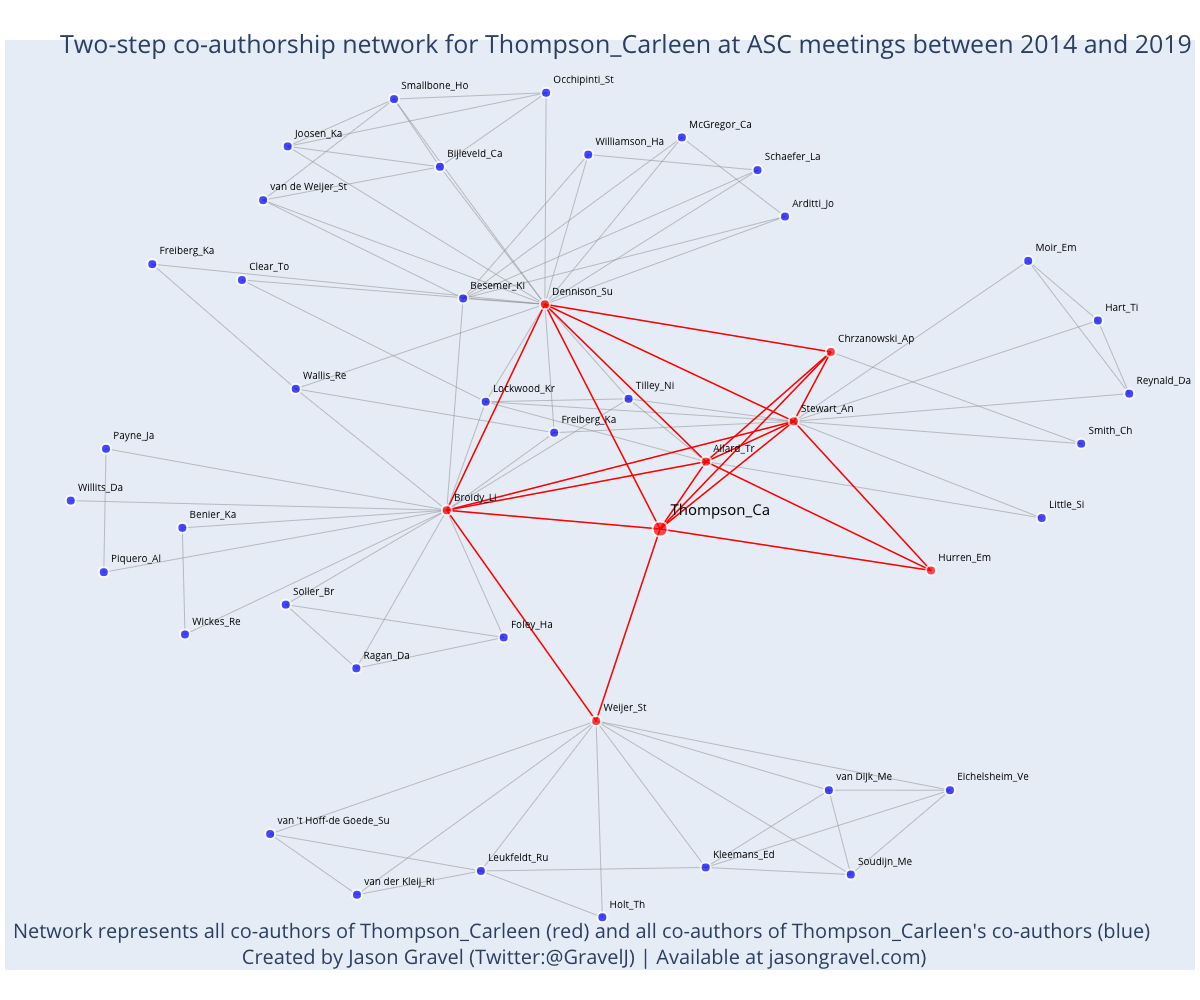 Two-step co-authorship network for Thompson_Carleen at ASC meetings between 2014 and 2019
Smallbone_Ho
Occhipinti_St
Joosen_Ka
Bijleveld_Ca
Williamson_Ha
McGregor_Ca
Schaefer_La
van de Weijer_St
Arditti_Jo
Freiberg_Ka
Clear_To
Moir_Em
Besemer_Ki
Dennison_Su
Hart_Ti
Chrzanowski_Ap
Wallis_Re
Lockwood_Kr
Tilley_Ni
Reynald_Da
Stewart_An
Freiberg_Ka
Smith_Ch
Payne_Ja
Allard_Tr
Willits_Da
Broidy_Li
Thompson_Ca
Little_Si
Benier_Ka
Piquero_Al
Hurren_Em
Soller_Br
Wickes_Re
Foley_Ha
Ragan_Da
Weijer_St
van Dijk_Me
Eichelsheim_Ve
van 't Hoff-de Goede_Su
Leukfeldt_Ru
Kleemans_Ed
Soudijn_Me
van der Kleij_Ri
Holt_Th
Network represents all co-authors of Thompson_Carleen (red) and all co-authors of Thompson_Carleen's co-authors (blue)
Created by Jason Gravel (Twitter:@GravelJ) | Available at jasongravel.com)